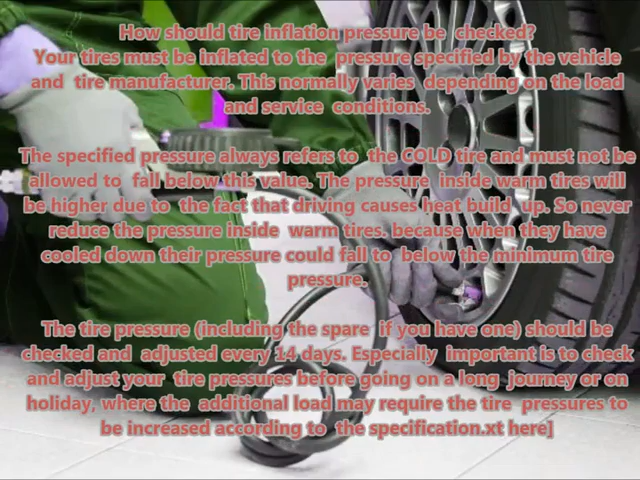 How should tire inflation pressure be checked?
Your tires must be inflated to the pressure specified by the vehicle
and tire manufacturer. This normally varies depending on the load
and service conditions.
The specified pressure always refers to the COLD tire and must not be
allowed to fall below this value. The pressure inside warm tires will
be higher due to the fact that driving causes heat build up. So never
reduce the pressure inside warm tires. because when they have
cooled down their pressure could fall to below the minimum tire
pressure.
The tire pressure (including the spare if you have one) should be
checked and adjusted every 14 days. Especially important is to check
and adjust your tire pressures before going on a long journey or on
holiday, where the additional load may require the tire pressures to
be increased according to the specification.xt here]